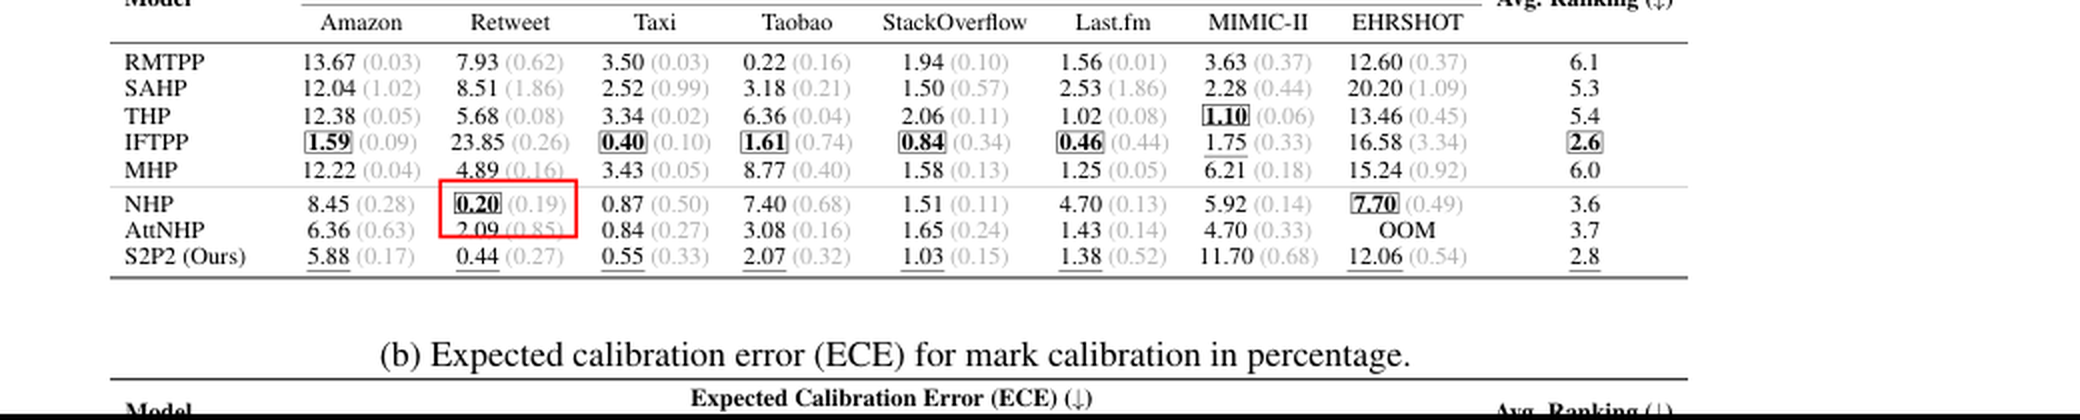 Model Avg. Ranking (↓)
Amazon Retweet Taxi Taobao StackOverflow Last.fm MIMIC-II EHRSHOT
RMTPP 13.67 (0.03) 7.93 (0.62) 3.50 (0.03) 0.22 (0.16) 1.94 (0.10) 1.56 (0.01) 3.63 (0.37) 12.60 (0.37) 6.1
SAHP 12.04 (1.02) 8.51 (1.86) 2.52 (0.99) 3.18 (0.21) 1.50 (0.57) 2.53 (1.86) 2.28 (0.44) 20.20 (1.09) 5.3
THP 12.38 (0.05) 5.68 (0.08) 3.34 (0.02) 6.36 (0.04) 2.06 (0.11) 1.02 (0.08) 1.10 (0.06) 13.46 (0.45) 5.4
IFTPP 1.59 (0.09) 23.85 (0.26) 0.40 (0.10) 1.61 (0.74) 0.84 (0.34) 0.46 (0.44) 1.75 (0.33) 16.58 (3.34) 2.6
MHP 12.22 (0.04) 4.89 (0.16) 3.43 (0.05) 8.77 (0.40) 1.58 (0.13) 1.25 (0.05) 6.21 (0.18) 15.24 (0.92) 6.0
NHP 8.45 (0.28) 0.20 (0.19) 0.87 (0.50) 7.40 (0.68) 1.51 (0.11) 4.70 (0.13) 5.92 (0.14) 7.70 (0.49) 3.6
AttNHP 6.36 (0.63) 2.09 (0.85) 0.84 (0.27) 3.08 (0.16) 1.65 (0.24) 1.43 (0.14) 4.70 (0.33) OOM 3.7
S2P2 (Ours) 5.88 (0.17) 0.44 (0.27) 0.55 (0.33) 2.07 (0.32) 1.03 (0.15) 1.38 (0.52) 11.70 (0.68) 12.06 (0.54) 2.8
(b) Expected calibration error (ECE) for mark calibration in percentage.
Expected Calibration Error (ECE) (↓)
Model Avg. Ranking (↓)